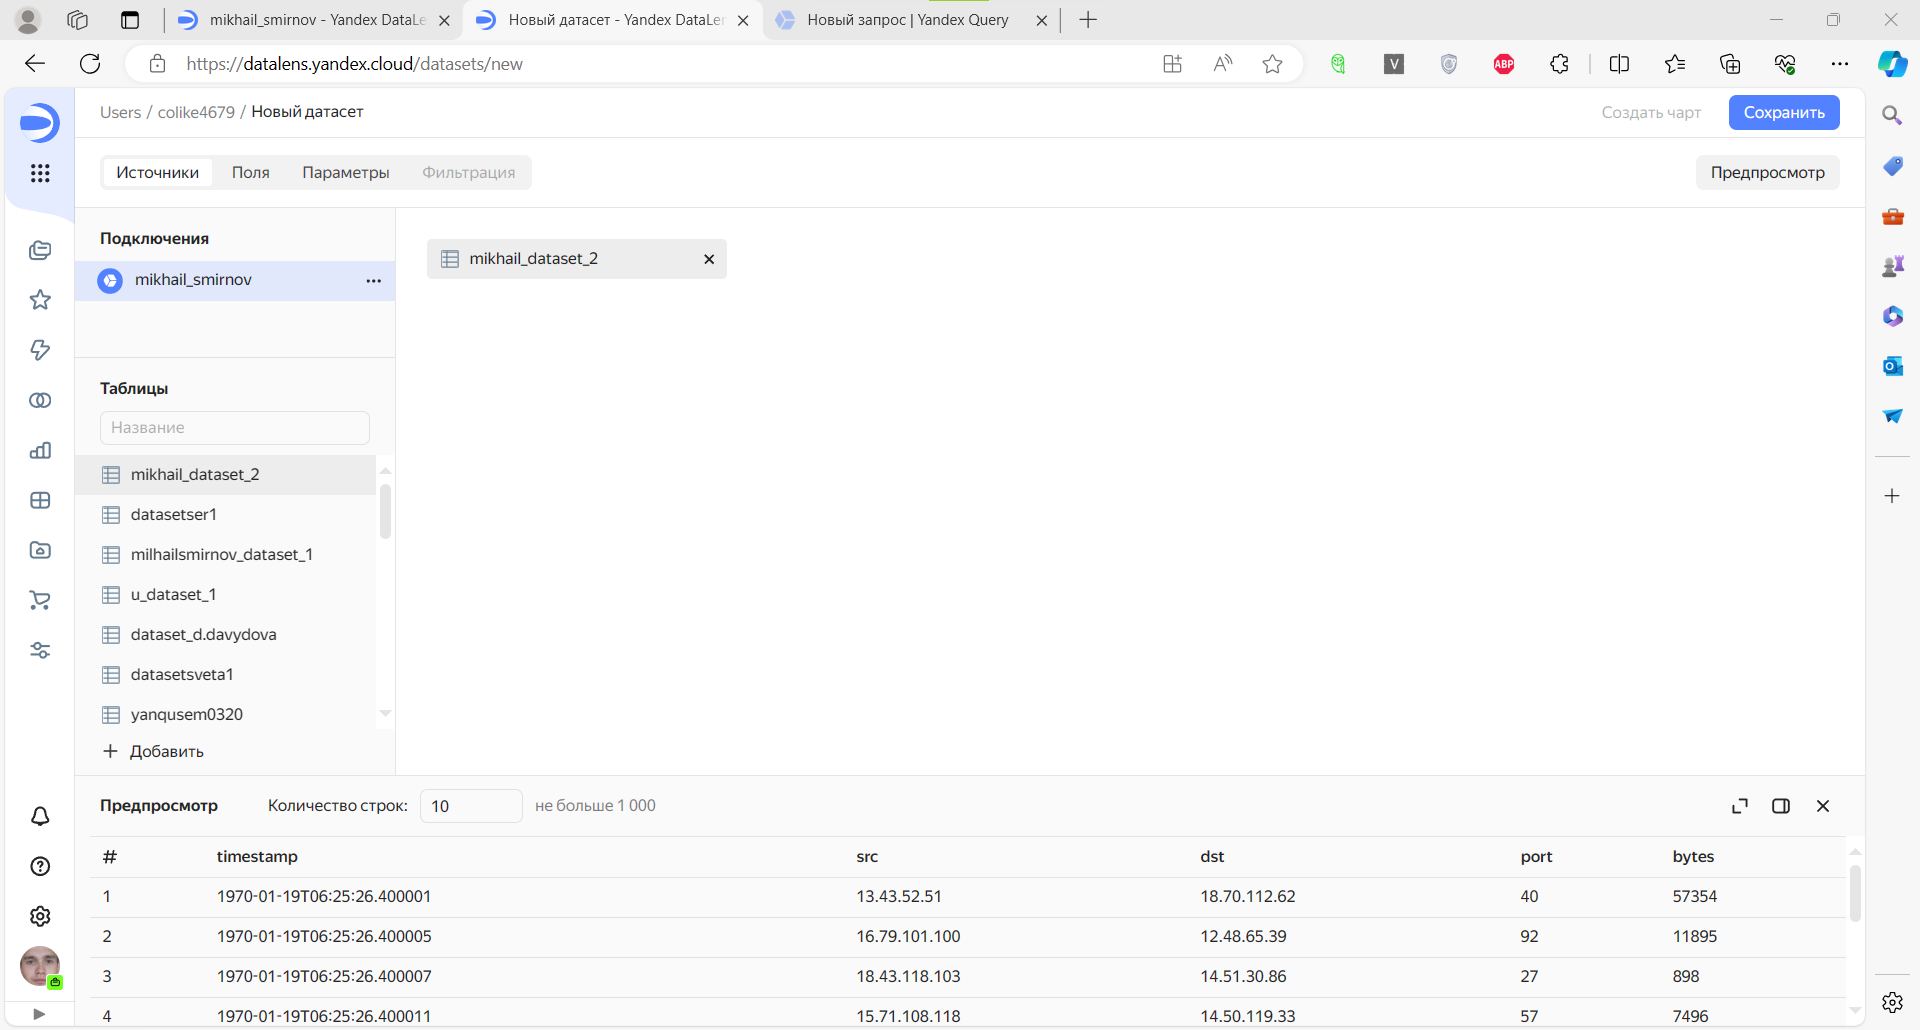 mikhail_smirnov - Yandex DataLe
Новый датасет - Yandex DataLer
Новый запрос | Yandex Query
https://datalens.yandex.cloud/datasets/new
V
ABP
Users / colike4679 / Новый датасет
Создать чарт
Сохранить
Источники
Поля
Параметры
Фильтрация
Предпросмотр
Подключения
mikhail_smirnov
mikhail_dataset_2
Таблицы
Название
mikhail_dataset_2
datasetser1
milhailsmirnov_dataset_1
u_dataset_1
dataset_d.davydova
datasetsveta1
yanqusem0320
Добавить
Предпросмотр Количество строк: 10 не больше 1 000
# timestamp src dst port bytes
1 1970-01-19T06:25:26.400001 13.43.52.51 18.70.112.62 40 57354
2 1970-01-19T06:25:26.400005 16.79.101.100 12.48.65.39 92 11895
3 1970-01-19T06:25:26.400007 18.43.118.103 14.51.30.86 27 898
4 1970-01-19T06:25:26.400011 15.71.108.118 14.50.119.33 57 7496